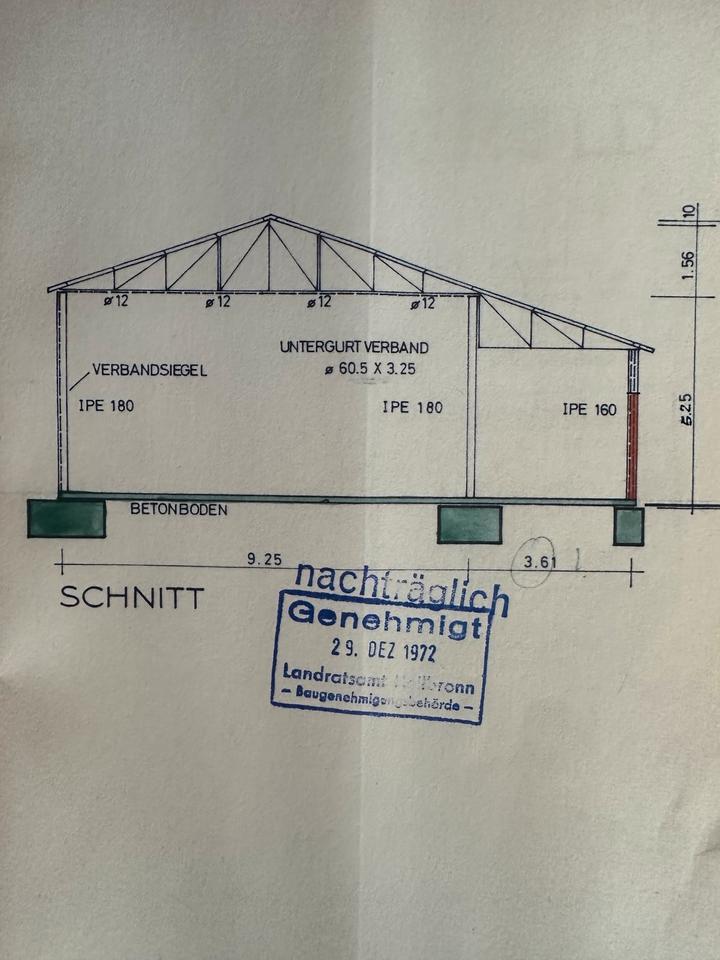 10
1.56
ø12 ø12 ø12 ø12
UNTERGURT VERBAND
ø 60.5 X 3.25
VERBANDSIEGEL
IPE 180 IPE 180 IPE 160
.25
BETONBODEN
9.25 3.61
SCHNITT
nachträglich
Genehmigt
29. DEZ 1972
Landratsamt Heilbronn
– Baugenehmigungsbehörde –